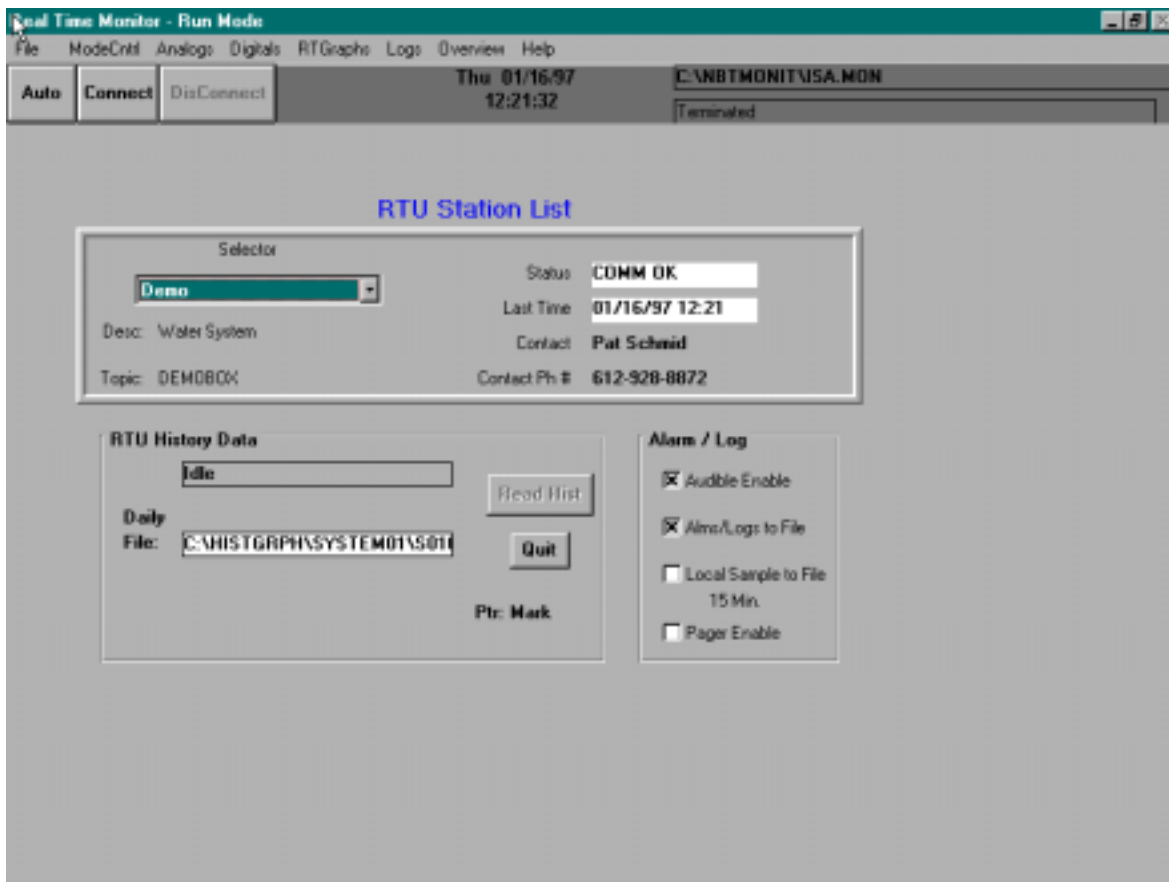 Real Time Monitor - Run Mode
File ModeCntrl Analogs Digitals RTGraphs Logs Overview Help
Auto Connect DisConnect
Thu 01/16/97
12:21:32
C:\NBTMONIT\ISA.MON
Terminated
RTU Station List
Selector
Demo
Desc: Water System
Topic: DEMOBOX
Status COMM OK
Last Time 01/16/97 12:21
Contact Pat Schmid
Contact Ph # 612-928-8872
RTU History Data
Idle
Read Hist
Daily
File: C:\HISTGRPH\SYSTEM01\S01
Quit
Ptr: Mark
Alarm / Log
Audible Enable
Alms/Logs to File
Local Sample to File
15 Min.
Pager Enable